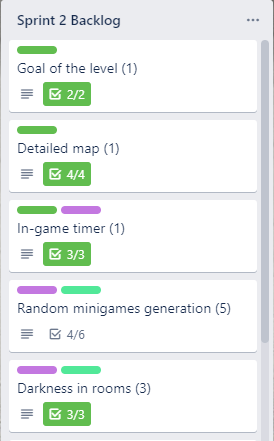 Sprint 2 Backlog
Goal of the level (1)
2/2
Detailed map (1)
4/4
In-game timer (1)
3/3
Random minigames generation (5)
4/6
Darkness in rooms (3)
3/3